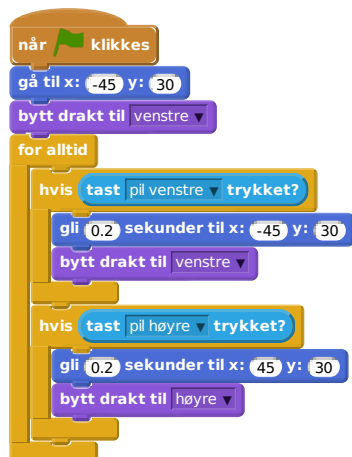 når klikkes
gå til x: -45 y: 30
bytt drakt til venstre
for alltid
hvis tast pil venstre trykket?
gli 0.2 sekunder til x: -45 y: 30
bytt drakt til venstre
hvis tast pil høyre trykket?
gli 0.2 sekunder til x: 45 y: 30
bytt drakt til høyre